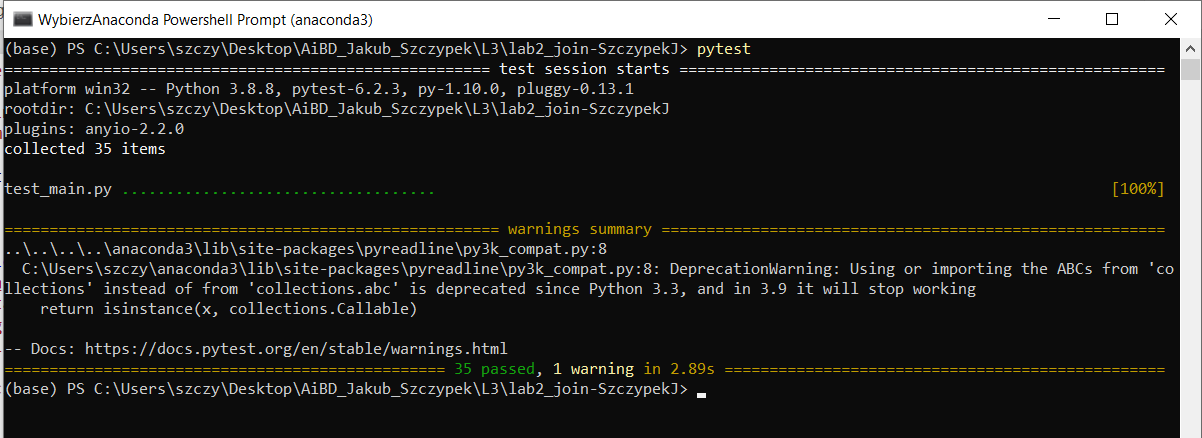 WybierzAnaconda Powershell Prompt (anaconda3)
(base) PS C:\Users\szczy\Desktop\AiBD_Jakub_Szczypek\L3\lab2_join-SzczypekJ> pytest
====================================================== test session starts ======================================================
platform win32 -- Python 3.8.8, pytest-6.2.3, py-1.10.0, pluggy-0.13.1
rootdir: C:\Users\szczy\Desktop\AiBD_Jakub_Szczypek\L3\lab2_join-SzczypekJ
plugins: anyio-2.2.0
collected 35 items
test_main.py ................................... [100%]
======================================================= warnings summary ========================================================
..\..\..\..\anaconda3\lib\site-packages\pyreadline\py3k_compat.py:8
C:\Users\szczy\anaconda3\lib\site-packages\pyreadline\py3k_compat.py:8: DeprecationWarning: Using or importing the ABCs from 'co
llections' instead of from 'collections.abc' is deprecated since Python 3.3, and in 3.9 it will stop working
return isinstance(x, collections.Callable)
-- Docs: https://docs.pytest.org/en/stable/warnings.html
================================================= 35 passed, 1 warning in 2.89s =================================================
(base) PS C:\Users\szczy\Desktop\AiBD_Jakub_Szczypek\L3\lab2_join-SzczypekJ>